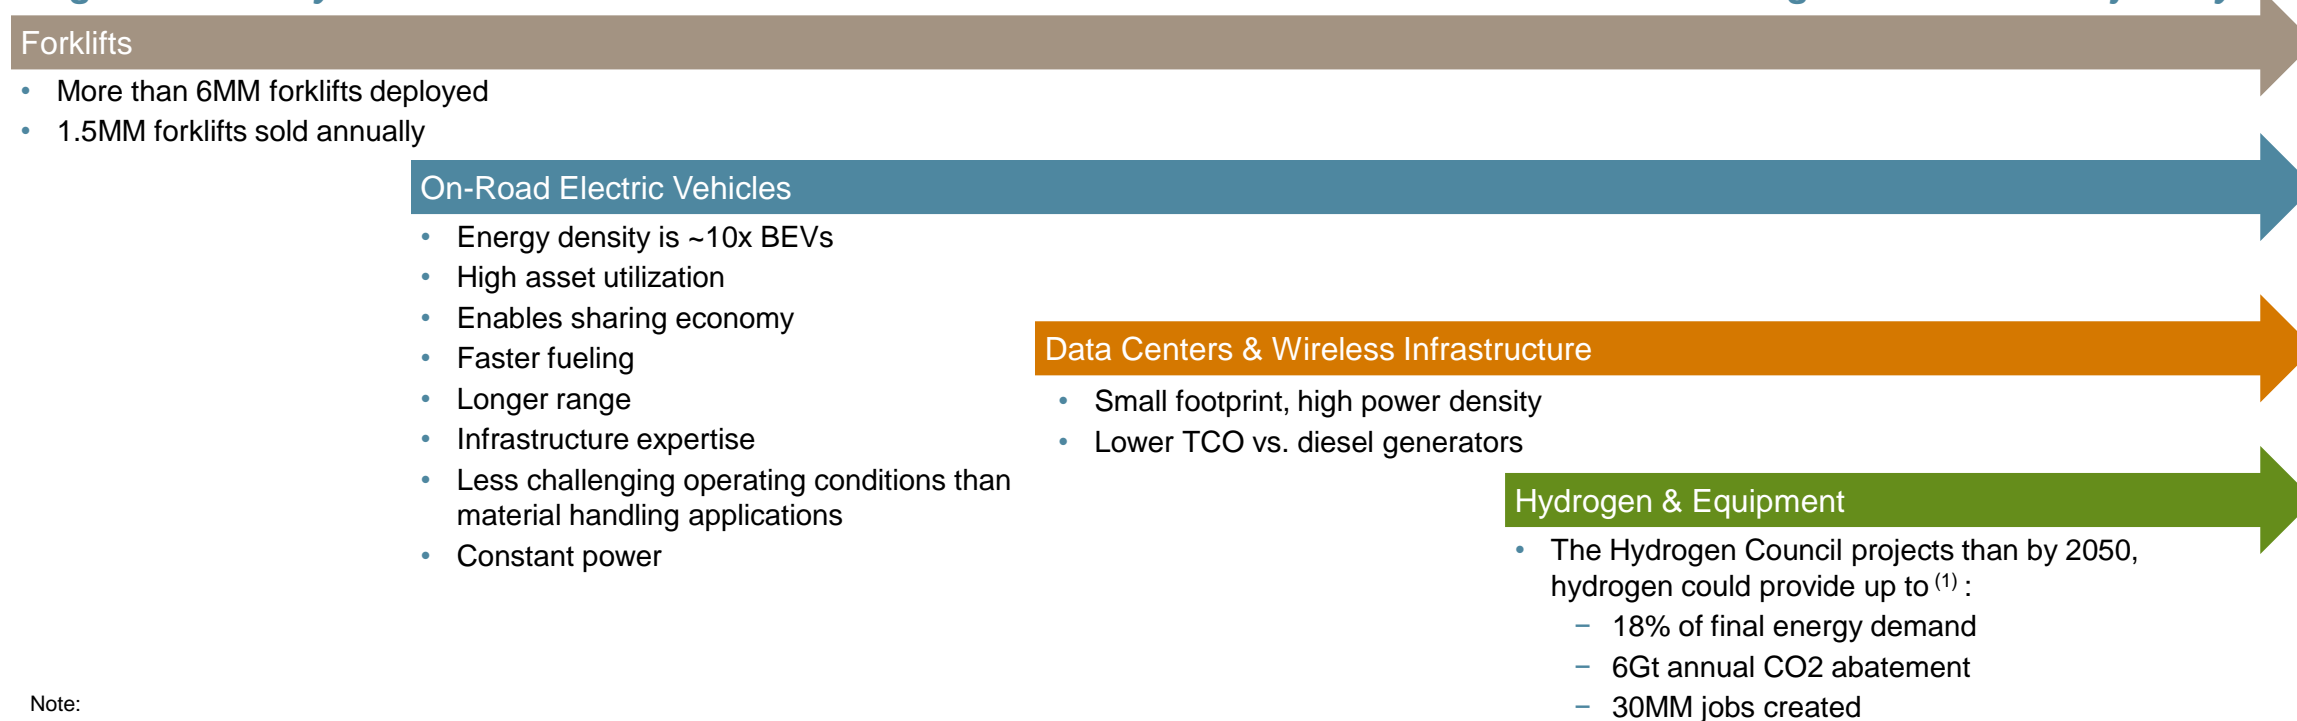 Forklifts
• More than 6MM forklifts deployed
• 1.5MM forklifts sold annually
On-Road Electric Vehicles
• Energy density is ~10x BEVs
• High asset utilization
• Enables sharing economy
• Faster fueling
• Longer range
• Infrastructure expertise
• Less challenging operating conditions than
material handling applications
• Constant power
Data Centers & Wireless Infrastructure
• Small footprint, high power density
• Lower TCO vs. diesel generators
Hydrogen & Equipment
• The Hydrogen Council projects than by 2050,
hydrogen could provide up to (1) :
− 18% of final energy demand
− 6Gt annual CO2 abatement
− 30MM jobs created
Note: